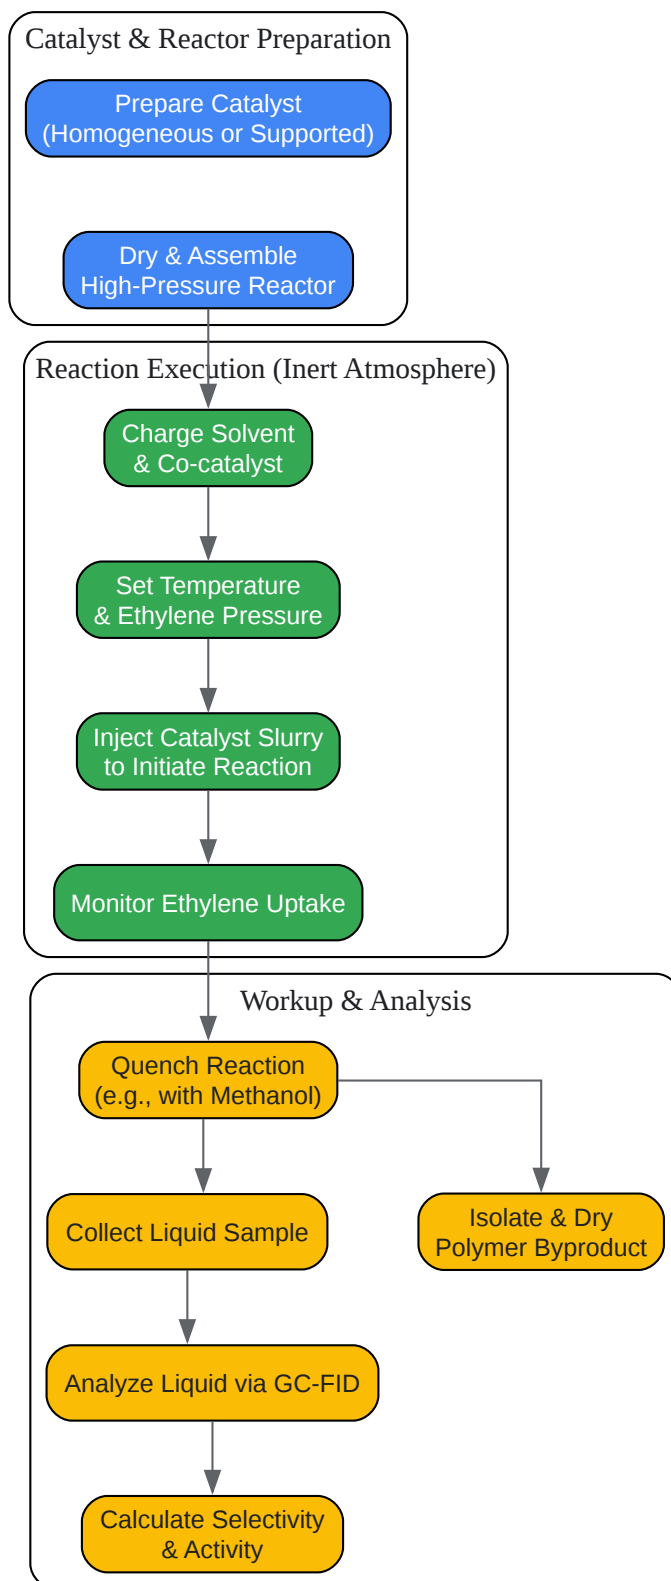 Catalyst & Reactor Preparation
Prepare Catalyst
(Homogeneous or Supported)
Dry & Assemble
High-Pressure Reactor
Reaction Execution (Inert Atmosphere)
Charge Solvent
& Co-catalyst
Set Temperature
& Ethylene Pressure
Inject Catalyst Slurry
to Initiate Reaction
Monitor Ethylene Uptake
Workup & Analysis
Quench Reaction
(e.g., with Methanol)
Collect Liquid Sample
Isolate & Dry
Polymer Byproduct
Analyze Liquid via GC-FID
Calculate Selectivity
& Activity